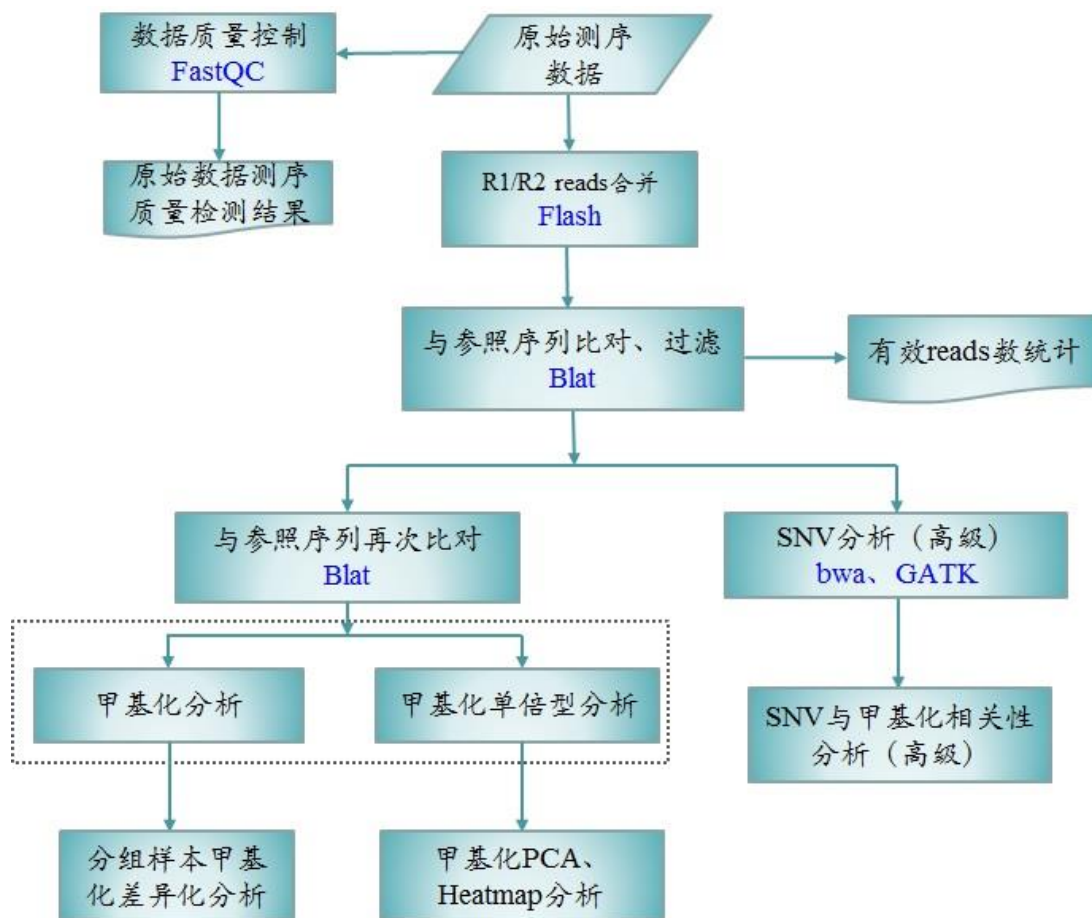 数据质量控制
FastQC
原始测序
数据
原始数据测序
质量检测结果
R1/R2 reads合并
Flash
与参照序列比对、过滤
Blat
有效reads数统计
与参照序列再次比对
Blat
SNV分析（高级）
bwa、GATK
甲基化分析
甲基化单倍型分析
SNV与甲基化相关性
分析（高级）
分组样本甲基
化差异化分析
甲基化PCA、
Heatmap分析